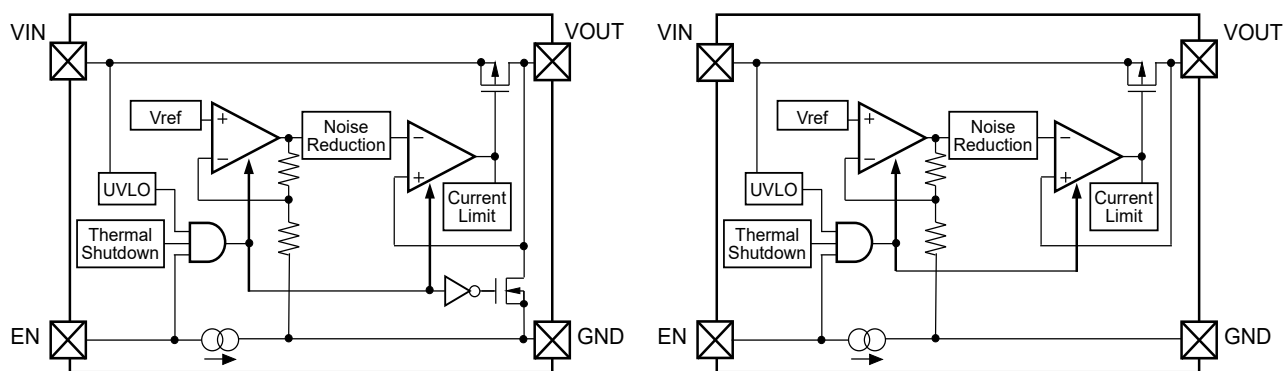 VIN
VOUT
Vref
+
−
Noise
Reduction
−
+
UVLO
Current
Limit
Thermal
Shutdown
EN
GND
VIN
VOUT
Vref
+
−
Noise
Reduction
−
+
UVLO
Current
Limit
Thermal
Shutdown
EN
GND